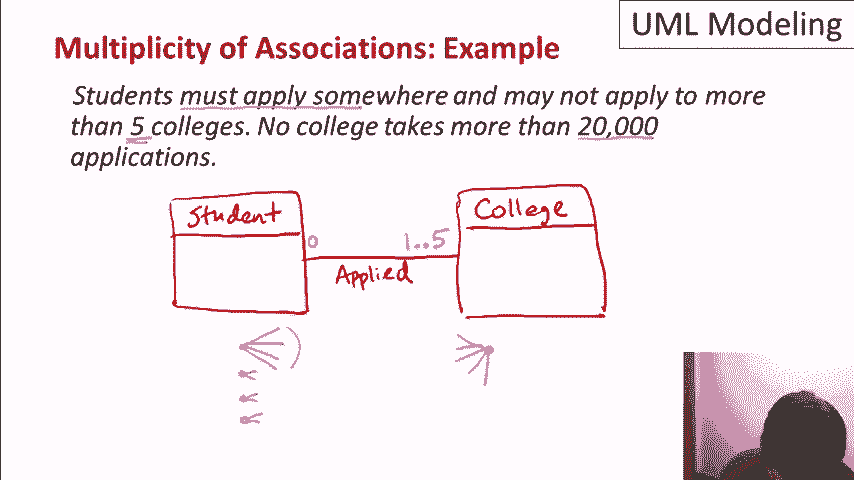 UML Modeling
Multiplicity of Associations: Example
Students must apply somewhere and may not apply to more
than 5 colleges. No college takes more than 20,000
applications.
Student
College
0
1..5
Applied